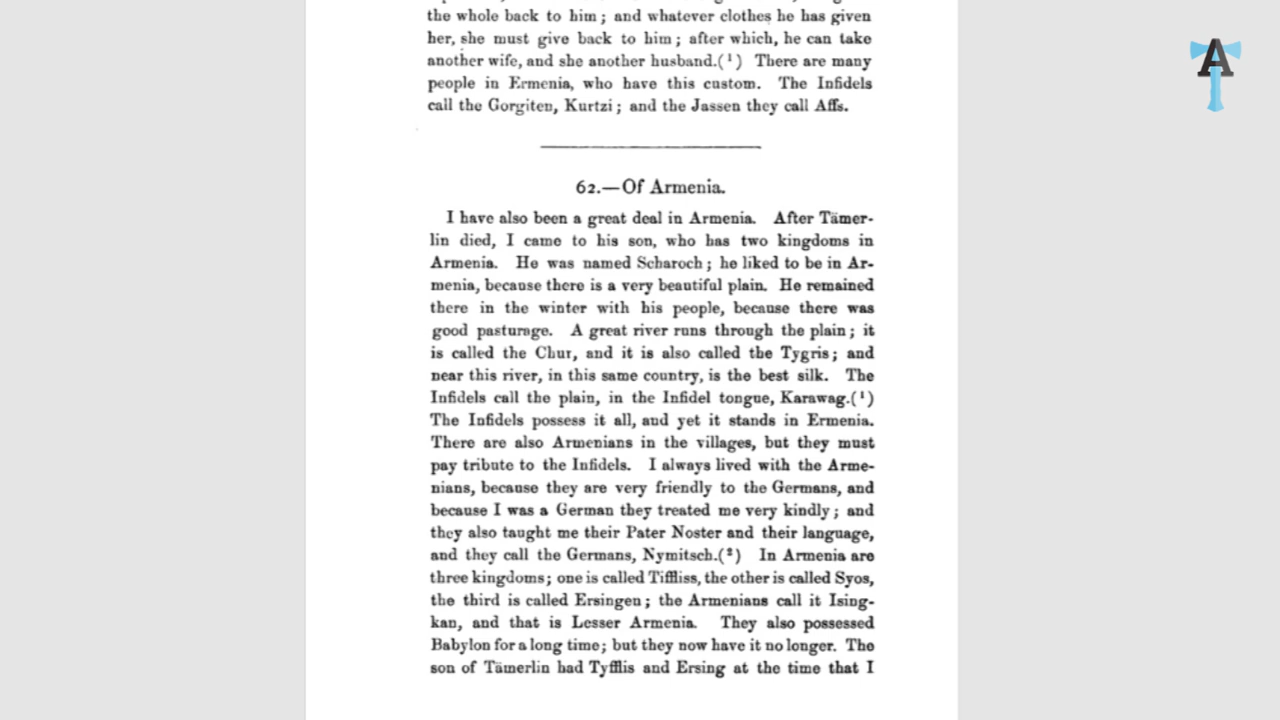 the whole back to him; and whatever clothes he has given
her, she must give back to him; after which, he can take
another wife, and she another husband.(¹) There are many
people in Ermenia, who have this custom. The Infidels
call the Gorgiten, Kurtzi; and the Jassen they call Affs.
62.—Of Armenia.
I have also been a great deal in Armenia. After Tämer-
lin died, I came to his son, who has two kingdoms in
Armenia. He was named Scharoch; he liked to be in Ar-
menia, because there is a very beautiful plain. He remained
there in the winter with his people, because there was
good pasturage. A great river runs through the plain; it
is called the Chur, and it is also called the Tygris; and
near this river, in this same country, is the best silk. The
Infidels call the plain, in the Infidel tongue, Karawag.(¹)
The Infidels possess it all, and yet it stands in Ermenia.
There are also Armenians in the villages, but they must
pay tribute to the Infidels. I always lived with the Arme-
nians, because they are very friendly to the Germans, and
because I was a German they treated me very kindly; and
they also taught me their Pater Noster and their language,
and they call the Germans, Nymitsch.(²) In Armenia are
three kingdoms; one is called Tiffliss, the other is called Syos,
the third is called Ersingen; the Armenians call it Ising-
kan, and that is Lesser Armenia. They also possessed
Babylon for a long time; but they now have it no longer. The
son of Tämerlin had Tyfflis and Ersing at the time that I
A